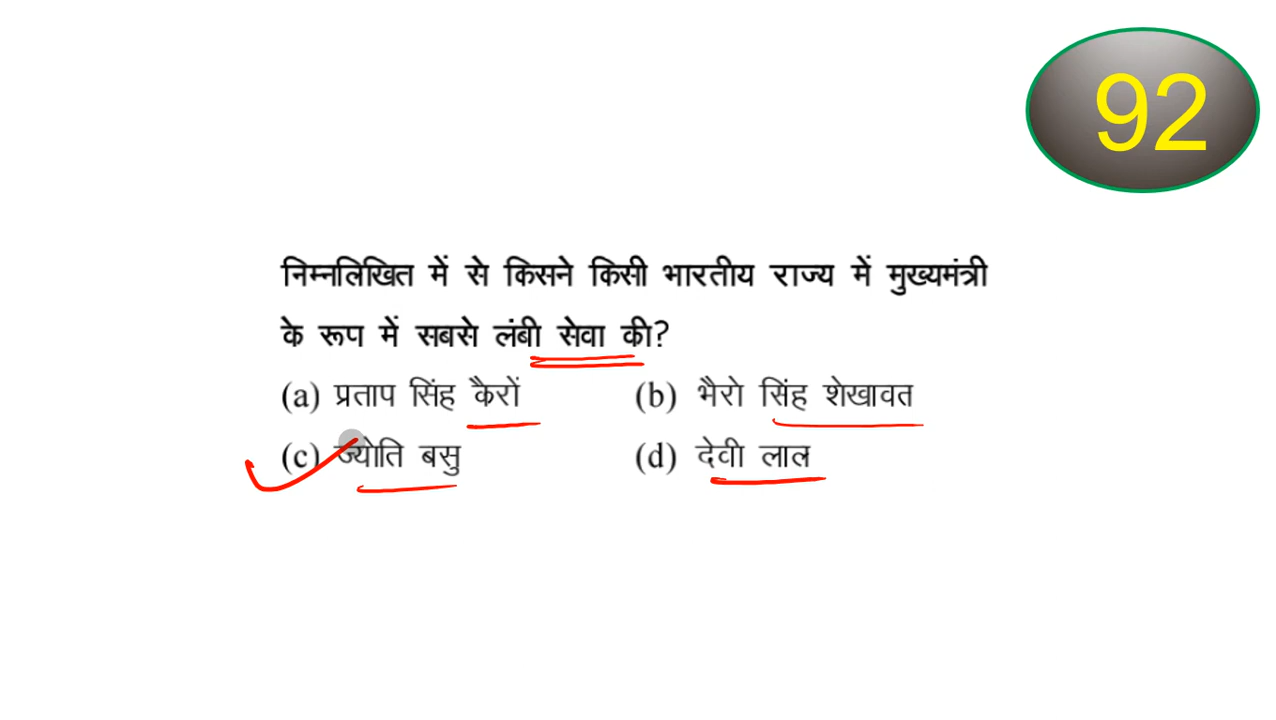 92
निम्नलिखित में से किसने किसी भारतीय राज्य में मुख्यमंत्री
के रूप में सबसे लंबी सेवा की?
(a) प्रताप सिंह कैरों (b) भैरो सिंह शेखावत
(c) ज्योति बसु (d) देवी लाल